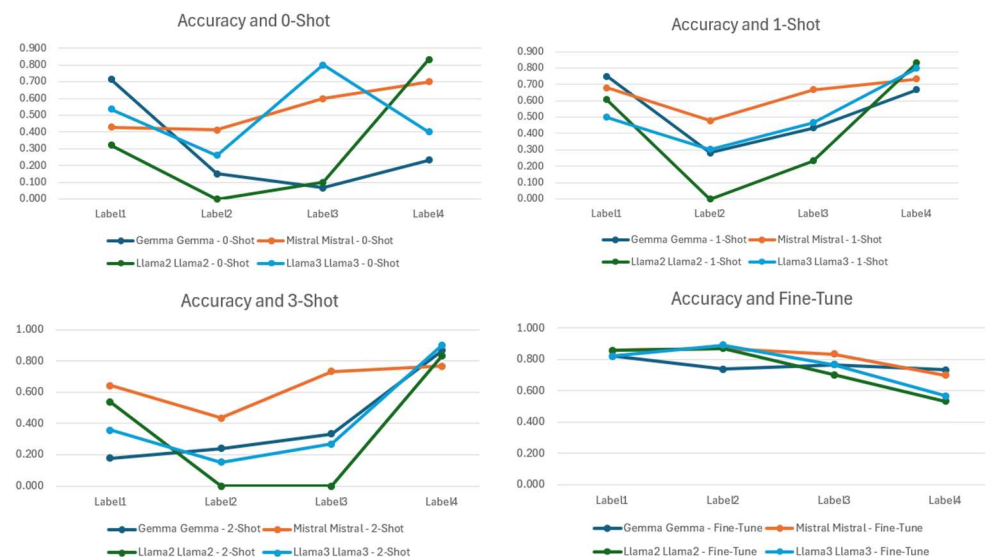 Accuracy and 0-Shot
0.900
0.800
0.700
0.600
0.500
0.400
0.300
0.200
0.100
0.000
Label1 Label2 Label3 Label4
Gemma Gemma - 0-Shot Mistral Mistral - 0-Shot
Llama2 Llama2 - 0-Shot Llama3 Llama3 - 0-Shot
Accuracy and 1-Shot
0.900
0.800
0.700
0.600
0.500
0.400
0.300
0.200
0.100
0.000
Label1 Label2 Label3 Label4
Gemma Gemma - 1-Shot Mistral Mistral - 1-Shot
Llama2 Llama2 - 1-Shot Llama3 Llama3 - 1-Shot
Accuracy and 3-Shot
1.000
0.800
0.600
0.400
0.200
0.000
Label1 Label2 Label3 Label4
Gemma Gemma - 2-Shot Mistral Mistral - 2-Shot
Llama2 Llama2 - 2-Shot Llama3 Llama3 - 2-Shot
Accuracy and Fine-Tune
1.000
0.800
0.600
0.400
0.200
0.000
Label1 Label2 Label3 Label4
Gemma Gemma - Fine-Tune Mistral Mistral - Fine-Tune
Llama2 Llama2 - Fine-Tune Llama3 Llama3 - Fine-Tune